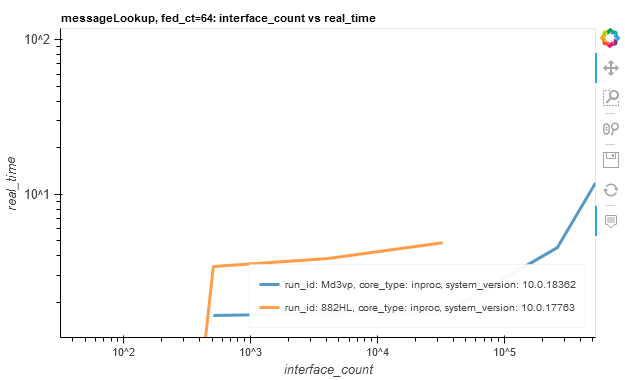 messageLookup, fed_ct=64: interface_count vs real_time
10^2
10^1
real_time
run_id: Md3vp, core_type: inproc, system_version: 10.0.18362
run_id: 882HL, core_type: inproc, system_version: 10.0.17763
10^2 10^3 10^4 10^5
interface_count